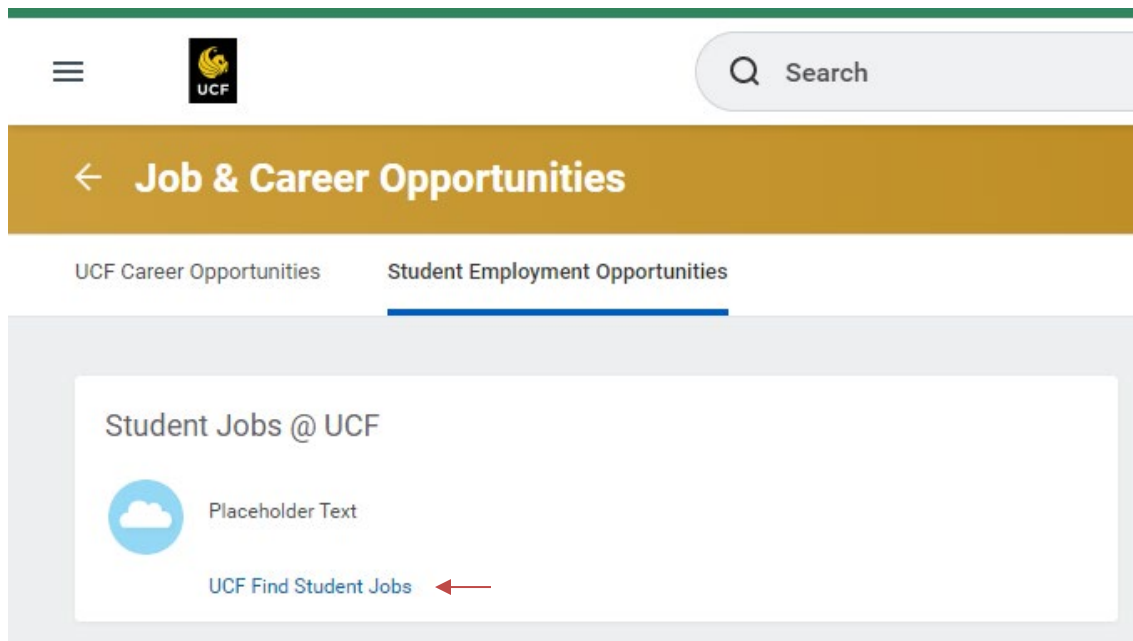 UCF
Search
Job & Career Opportunities
UCF Career Opportunities
Student Employment Opportunities
Student Jobs @ UCF
Placeholder Text
UCF Find Student Jobs